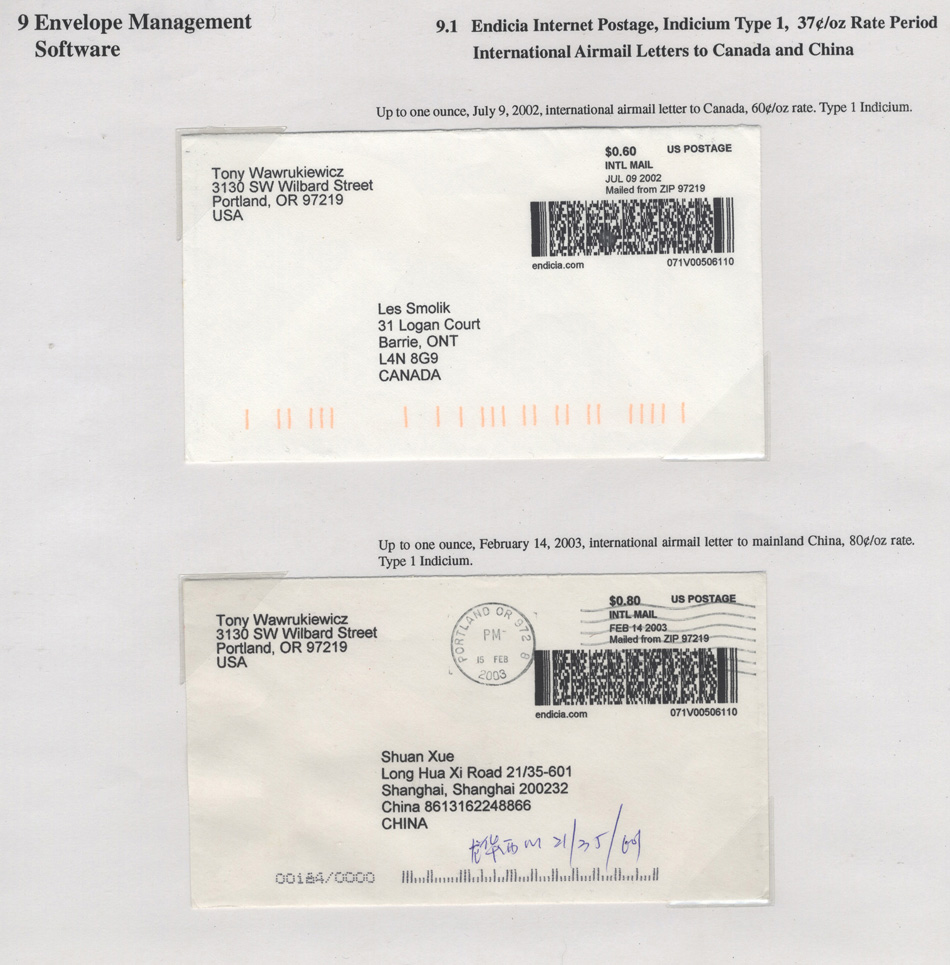 9 Envelope Management
Software
9.1 Endicia Internet Postage, Indicium Type 1, 37¢/oz Rate Period
International Airmail Letters to Canada and China
Up to one ounce, July 9, 2002, international airmail letter to Canada, 60¢/oz rate. Type 1 Indicium.
Tony Wawrukiewicz
3130 SW Wilbard Street
Portland, OR 97219
USA
$0.60 US POSTAGE
INTL MAIL
JUL 09 2002
Mailed from ZIP 97219
endicia.com 071V00506110
Les Smolik
31 Logan Court
Barrie, ONT
L4N 8G9
CANADA
Up to one ounce, February 14, 2003, international airmail letter to mainland China, 80¢/oz rate.
Type 1 Indicium.
Tony Wawrukiewicz
3130 SW Wilbard Street
Portland, OR 97219
USA
PORTLAND OR 972 8
PM
15 FEB
2003
$0.80 US POSTAGE
INTL MAIL
FEB 14 2003
Mailed from ZIP 97219
endicia.com 071V00506110
Shuan Xue
Long Hua Xi Road 21/35-601
Shanghai, Shanghai 200232
China 8613162248866
CHINA
龙华西 21/35/601
/0000